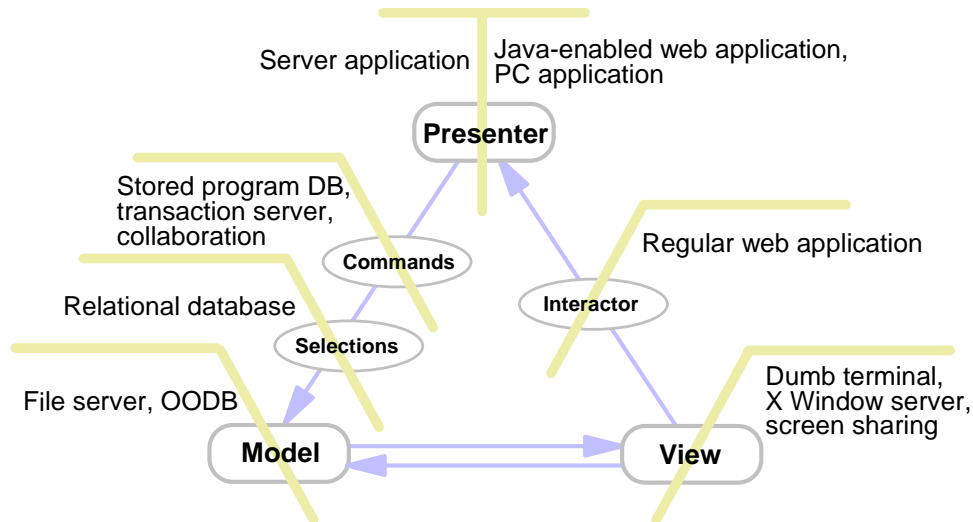 Server application
Java-enabled web application,
PC application
Presenter
Stored program DB,
transaction server,
collaboration
Commands
Regular web application
Relational database
Interactor
Selections
File server, OODB
Dumb terminal,
X Window server,
screen sharing
Model
View